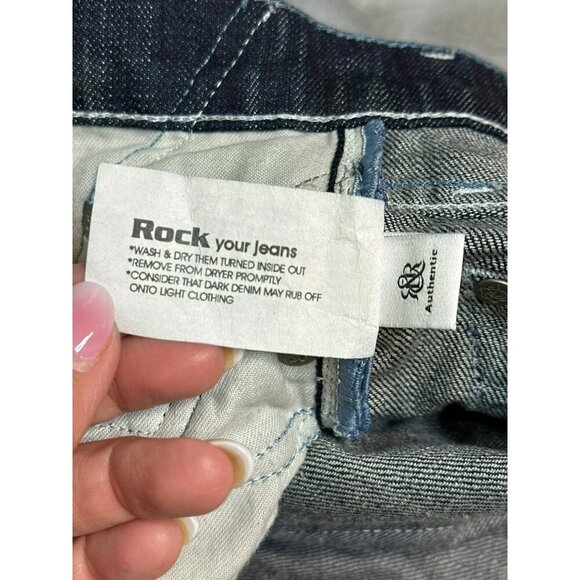 Rock your jeans
*WASH & DRY THEM TURNED INSIDE OUT
*REMOVE FROM DRYER PROMPTLY
*CONSIDER THAT DARK DENIM MAY RUB OFF
ONTO LIGHT CLOTHING
Authentic